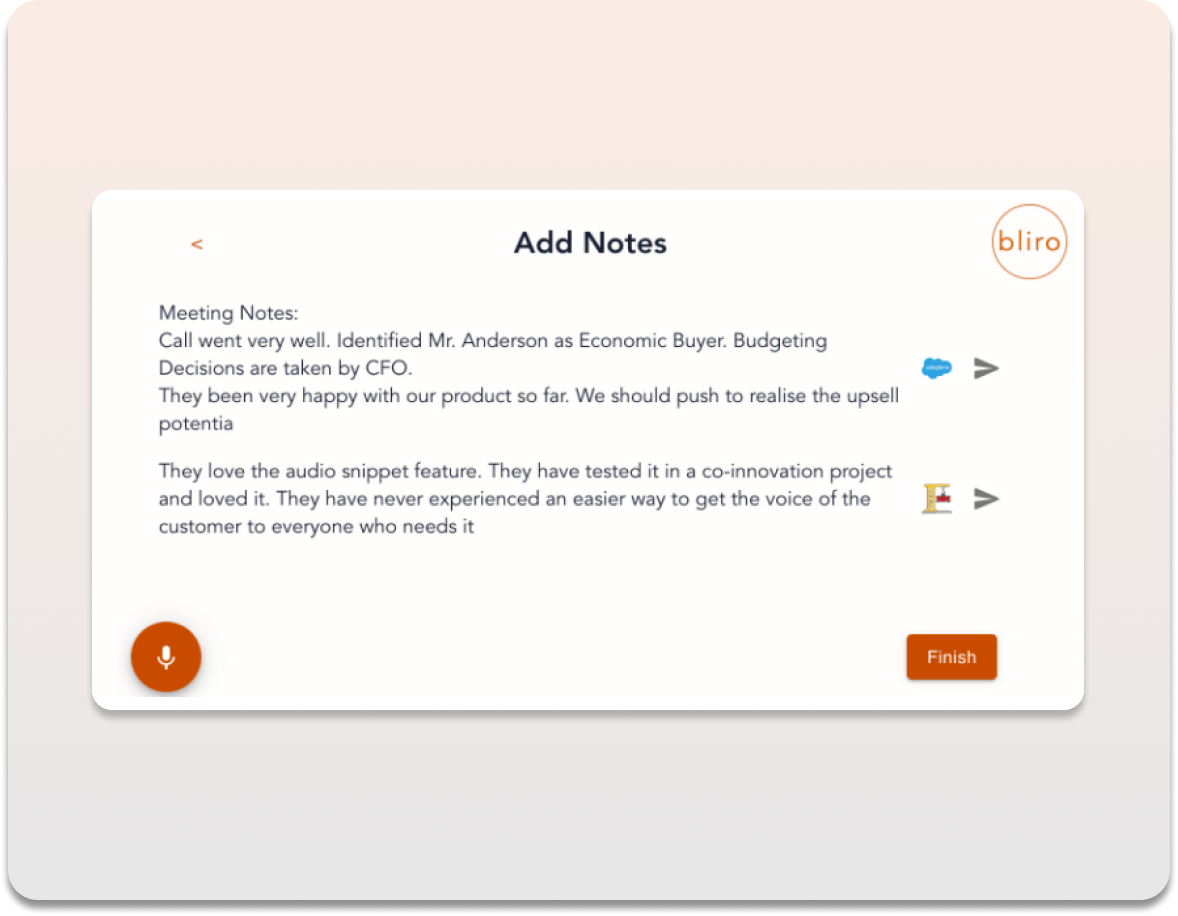 <
Add Notes
bliro
Meeting Notes:
Call went very well. Identified Mr. Anderson as Economic Buyer. Budgeting
Decisions are taken by CFO.
They been very happy with our product so far. We should push to realise the upsell
potentia
They love the audio snippet feature. They have tested it in a co-innovation project
and loved it. They have never experienced an easier way to get the voice of the
customer to everyone who needs it
Finish